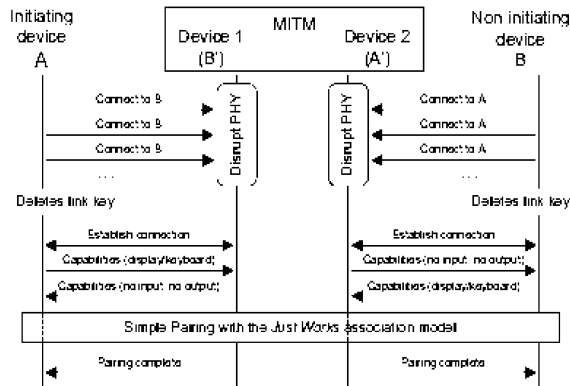 Initiating
device
A
MITM
Device 1
(B')
Device 2
(A')
Non initiating
device
B
Connect to B
Connect to B
Connect to B
...
Disrupt PHY
Disrupt PHY
Connect to A
Connect to A
Connect to A
...
Deletes link key
Deletes link key
Establish connection
Establish connection
Capabilities (display/keyboard)
Capabilities (no input no output)
Capabilities (no input no output)
Capabilities (display/keyboard)
Simple Pairing with the Just Works association model
Pairing complete
Pairing complete